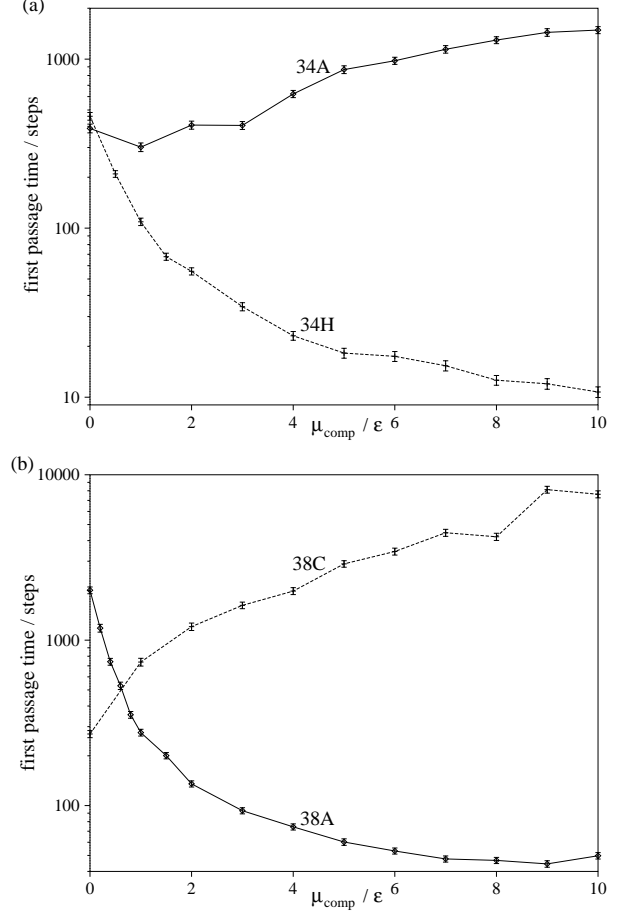 (a)
1000
100
10
first passage time / steps
34A
34H
0 2 4 6 8 10
μcomp / ε
(b)
10000
1000
100
first passage time / steps
38C
38A
0 2 4 6 8 10
μcomp / ε